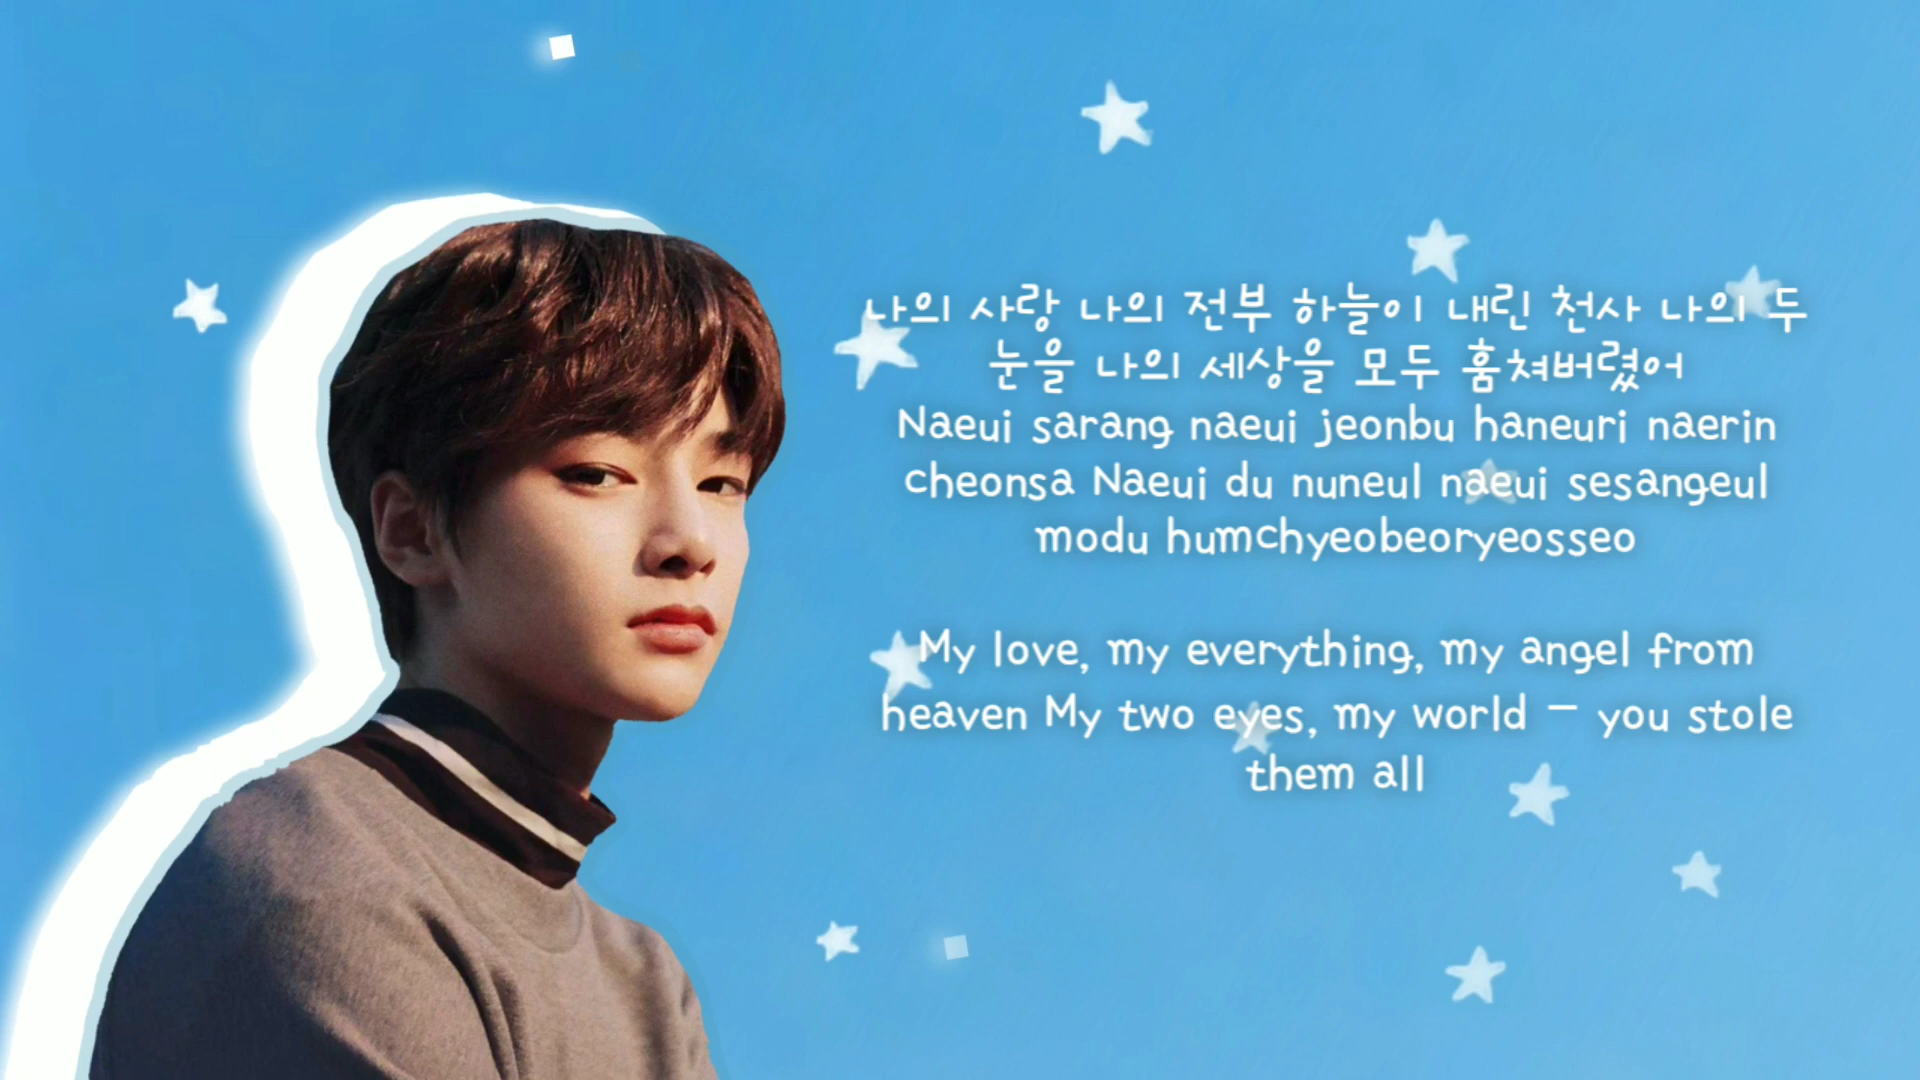 나의 사랑 나의 전부 하늘이 내린 천사 나의 두
눈을 나의 세상을 모두 훔쳐버렸어
Naeui sarang naeui jeonbu haneuri naerin
cheonsa Naeui du nuneul naeui sesangeul
modu humchyeobeoryeosseo
My love, my everything, my angel from
heaven My two eyes, my world – you stole
them all